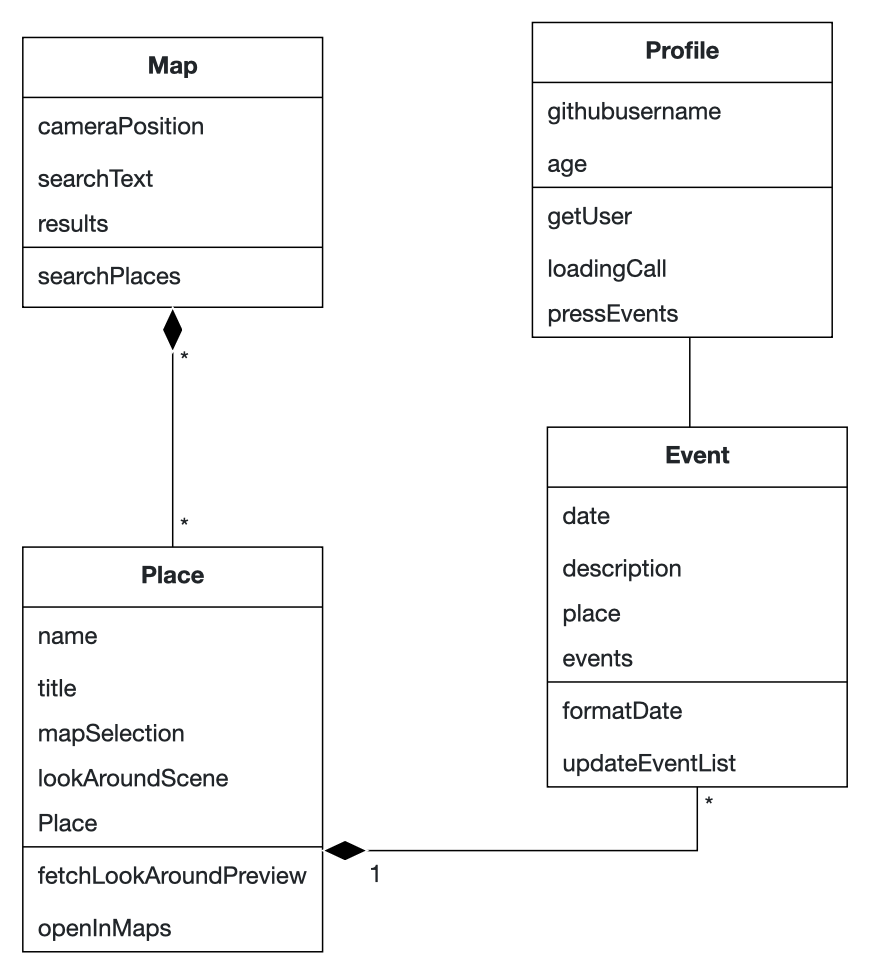 Map
cameraPosition
searchText
results
searchPlaces
*
*
Place
name
title
mapSelection
lookAroundScene
Place
fetchLookAroundPreview
openInMaps
1
Profile
githubusername
age
getUser
loadingCall
pressEvents
Event
date
description
place
events
formatDate
updateEventList
*